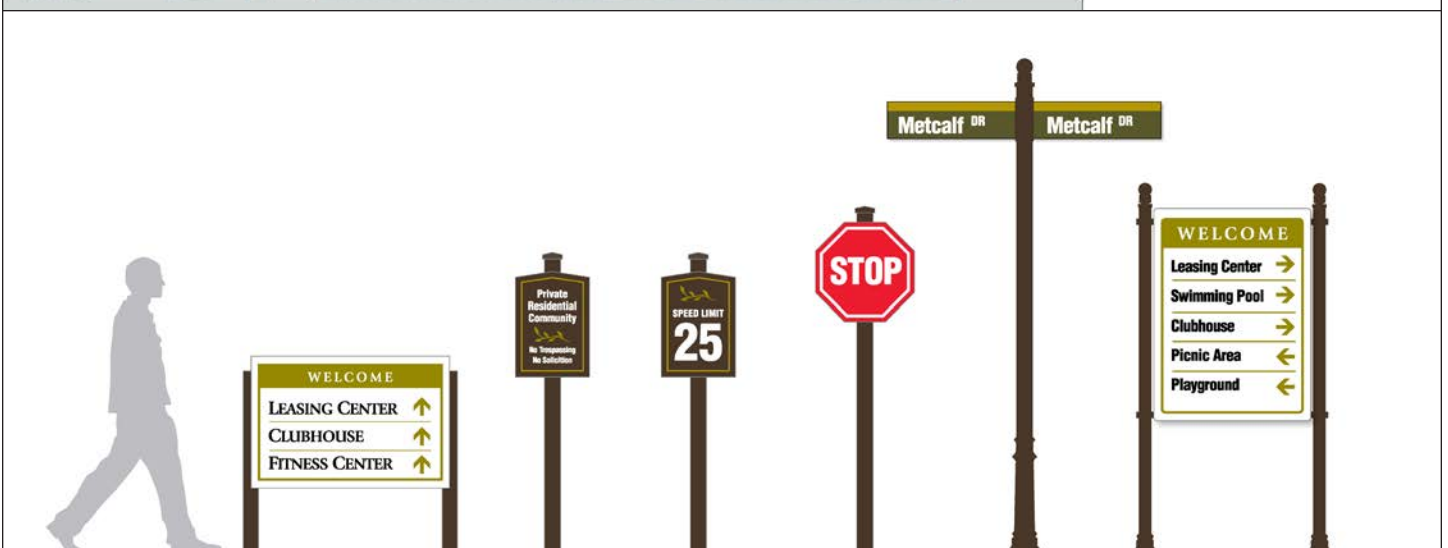 WELCOME
LEASING CENTER
CLUBHOUSE
FITNESS CENTER
Private
Residential
Community
No Trespassing
No Solicition
SPEED LIMIT
25
STOP
Metcalf DR
Metcalf DR
WELCOME
Leasing Center
Swimming Pool
Clubhouse
Picnic Area
Playground